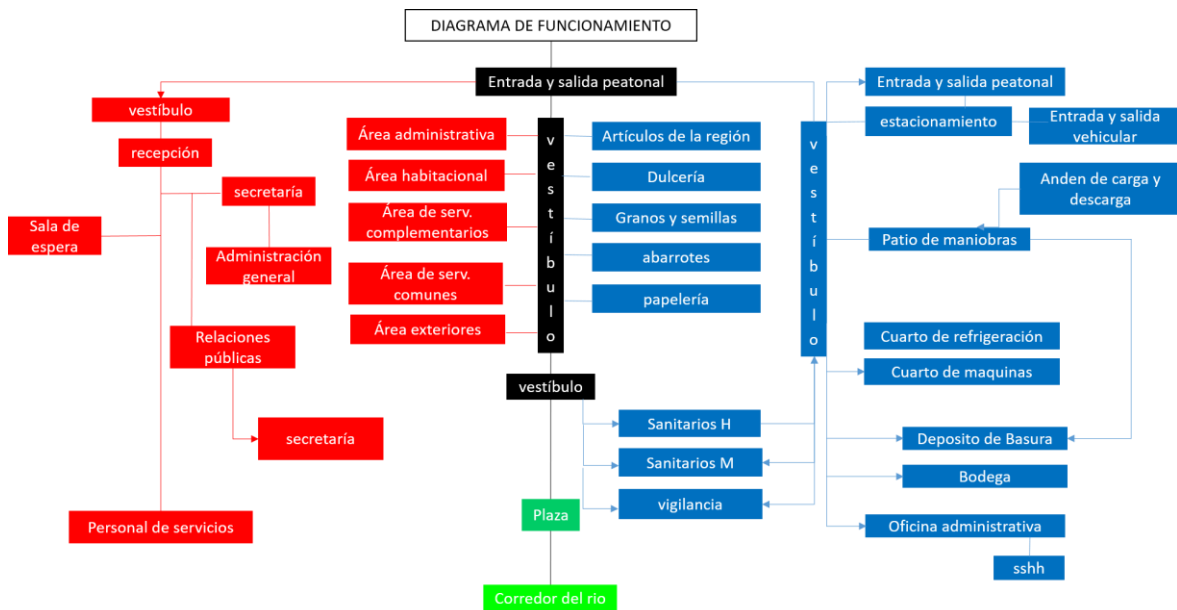 DIAGRAMA DE FUNCIONAMIENTO
Entrada y salida peatonal
vestíbulo
recepción
secretaría
Sala de
espera
Administración
general
Relaciones
públicas
secretaría
Personal de servicios
Área administrativa
Área habitacional
Área de serv.
complementarios
Área de serv.
comunes
Área exteriores
vestíbulo
Artículos de la región
Dulcería
Granos y semillas
abarrotes
papelería
vestíbulo
Sanitarios H
Sanitarios M
vigilancia
Plaza
Corredor del rio
vestíbulo
Entrada y salida peatonal
estacionamiento
Entrada y salida
vehicular
Anden de carga y
descarga
Patio de maniobras
Cuarto de refrigeración
Cuarto de maquinas
Deposito de Basura
Bodega
Oficina administrativa
sshh